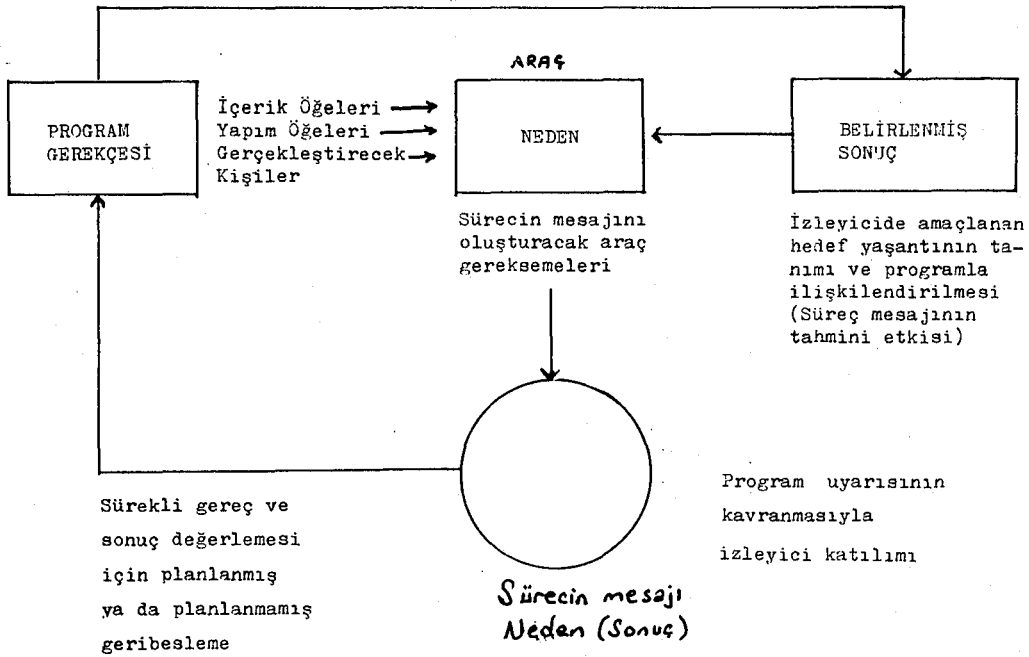 ARAÇ
PROGRAM
GEREKÇESİ
İçerik Öğeleri
Yapım Öğeleri
Gerçekleştirecek
Kişiler
NEDEN
BELİRLENMİŞ
SONUÇ
Sürecin mesajını
oluşturacak araç
gereksemeleri
İzleyicide amaçlanan
hedef yaşantının ta-
nımı ve programla
ilişkilendirilmesi
(Süreç mesajının
tahmini etkisi)
Sürekli gereç ve
sonuç değerlemesi
için planlanmış
ya da planlanmamış
geribesleme
Program uyarısının
kavranmasıyla
izleyici katılımı
Sürecin mesajı
Neden (Sonuç)